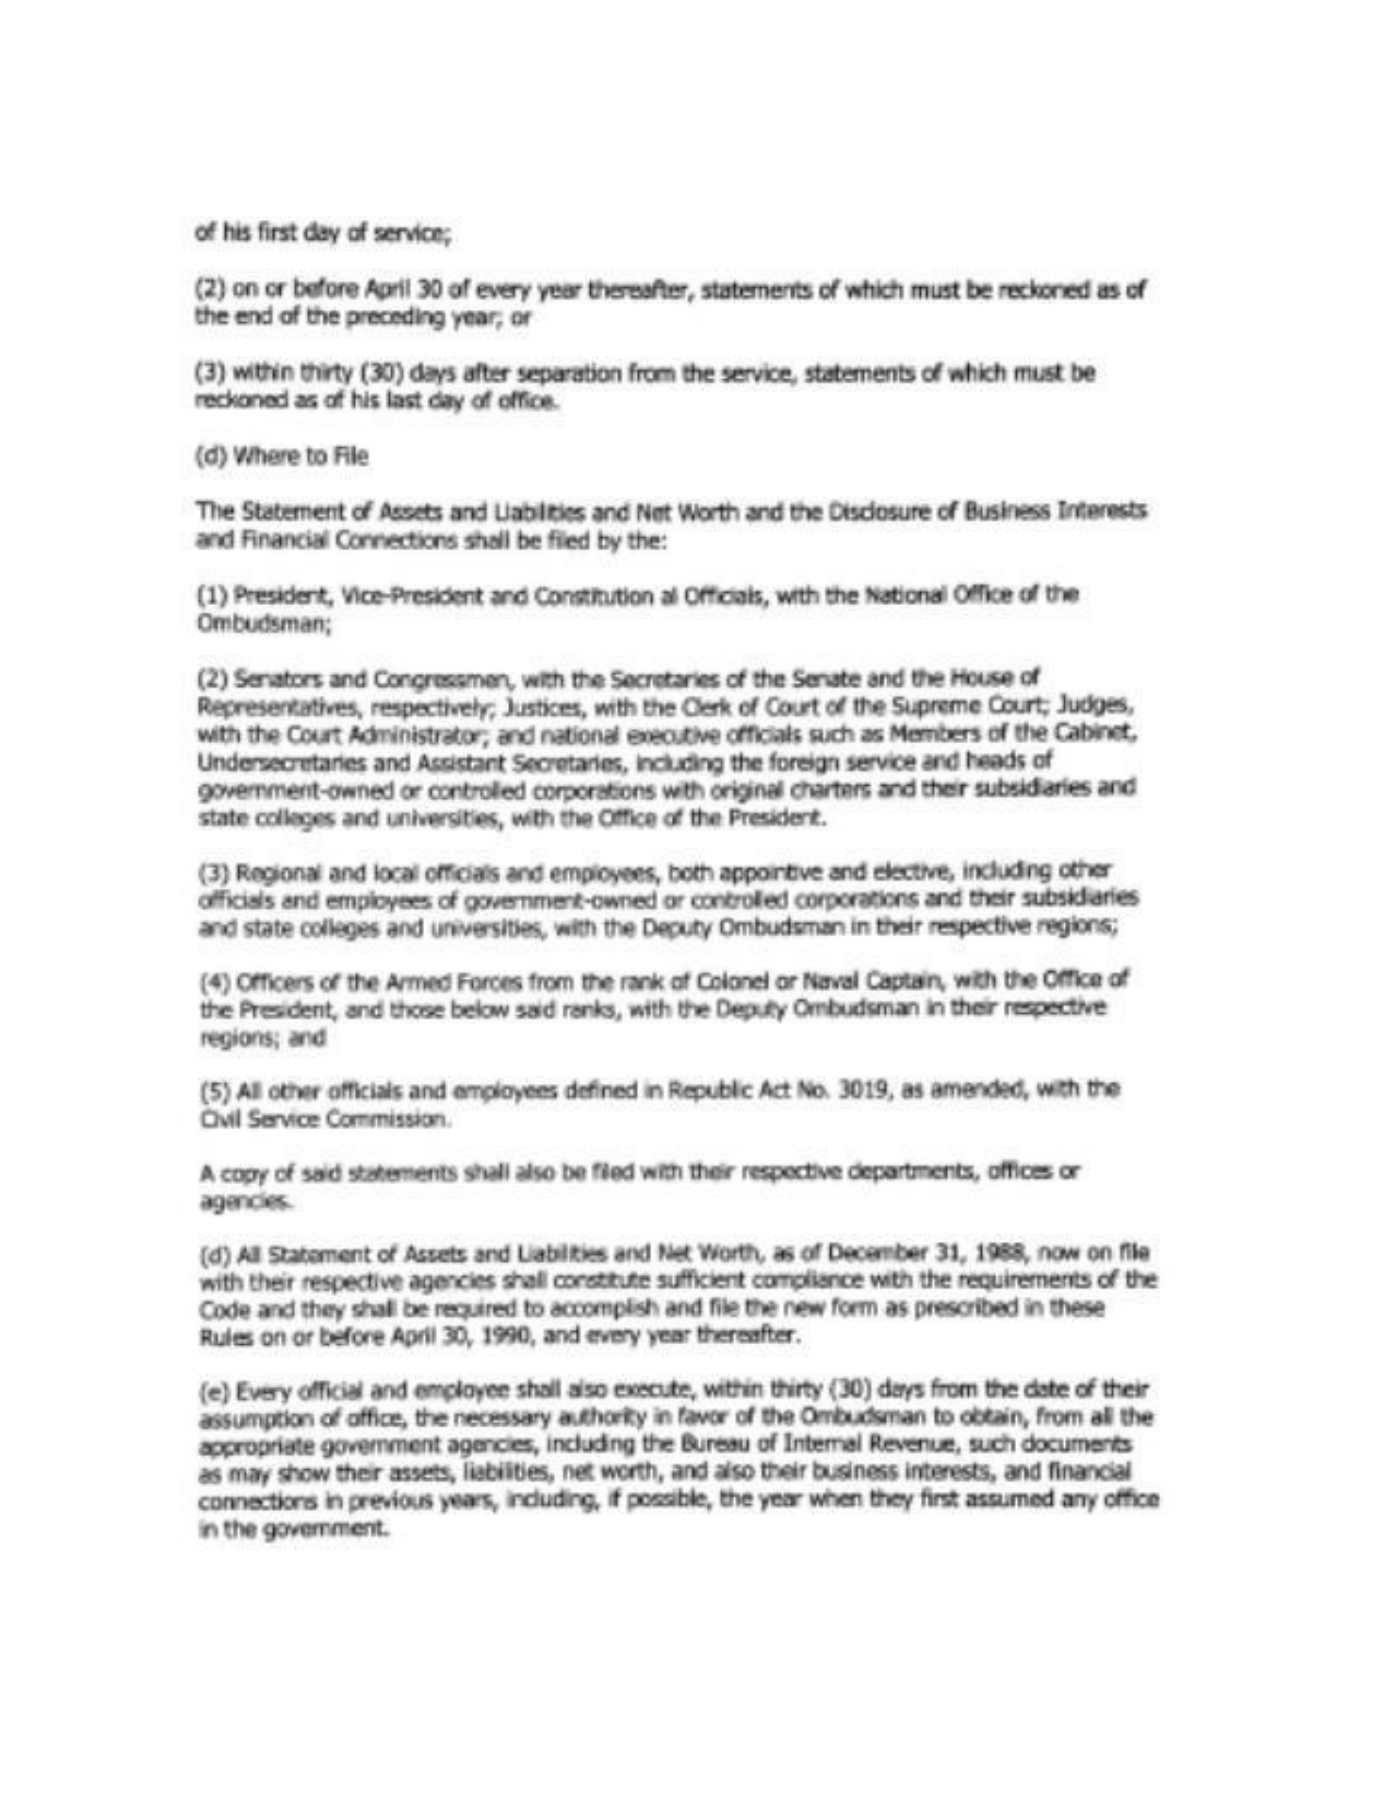 of his first day of service;
(2) on or before April 30 of every year thereafter, statements of which must be reckoned as of
the end of the preceding year; or
(3) within thirty (30) days after separation from the service, statements of which must be
reckoned as of his last day of office.
(d) Where to File
The Statement of Assets and Liabilities and Net Worth and the Disclosure of Business Interests
and Financial Connections shall be filed by the:
(1) President, Vice-President and Constitution al Officials, with the National Office of the
Ombudsman;
(2) Senators and Congressmen, with the Secretaries of the Senate and the House of
Representatives, respectively; Justices, with the Clerk of Court of the Supreme Court; Judges,
with the Court Administrator; and national executive officials such as Members of the Cabinet,
Undersecretaries and Assistant Secretaries, including the foreign service and heads of
government-owned or controlled corporations with original charters and their subsidiaries and
state colleges and universities, with the Office of the President.
(3) Regional and local officials and employees, both appointive and elective, including other
officials and employees of government-owned or controlled corporations and their subsidiaries
and state colleges and universities, with the Deputy Ombudsman in their respective regions;
(4) Officers of the Armed Forces from the rank of Colonel or Naval Captain, with the Office of
the President, and those below said ranks, with the Deputy Ombudsman in their respective
regions; and
(5) All other officials and employees defined in Republic Act No. 3019, as amended, with the
Civil Service Commission.
A copy of said statements shall also be filed with their respective departments, offices or
agencies.
(d) All Statement of Assets and Liabilities and Net Worth, as of December 31, 1988, now on file
with their respective agencies shall constitute sufficient compliance with the requirements of the
Code and they shall be required to accomplish and file the new form as prescribed in these
Rules on or before April 30, 1990, and every year thereafter.
(e) Every official and employee shall also execute, within thirty (30) days from the date of their
assumption of office, the necessary authority in favor of the Ombudsman to obtain, from all the
appropriate government agencies, including the Bureau of Internal Revenue, such documents
as may show their assets, liabilities, net worth, and also their business interests, and financial
connections in previous years, including, if possible, the year when they first assumed any office
in the government.